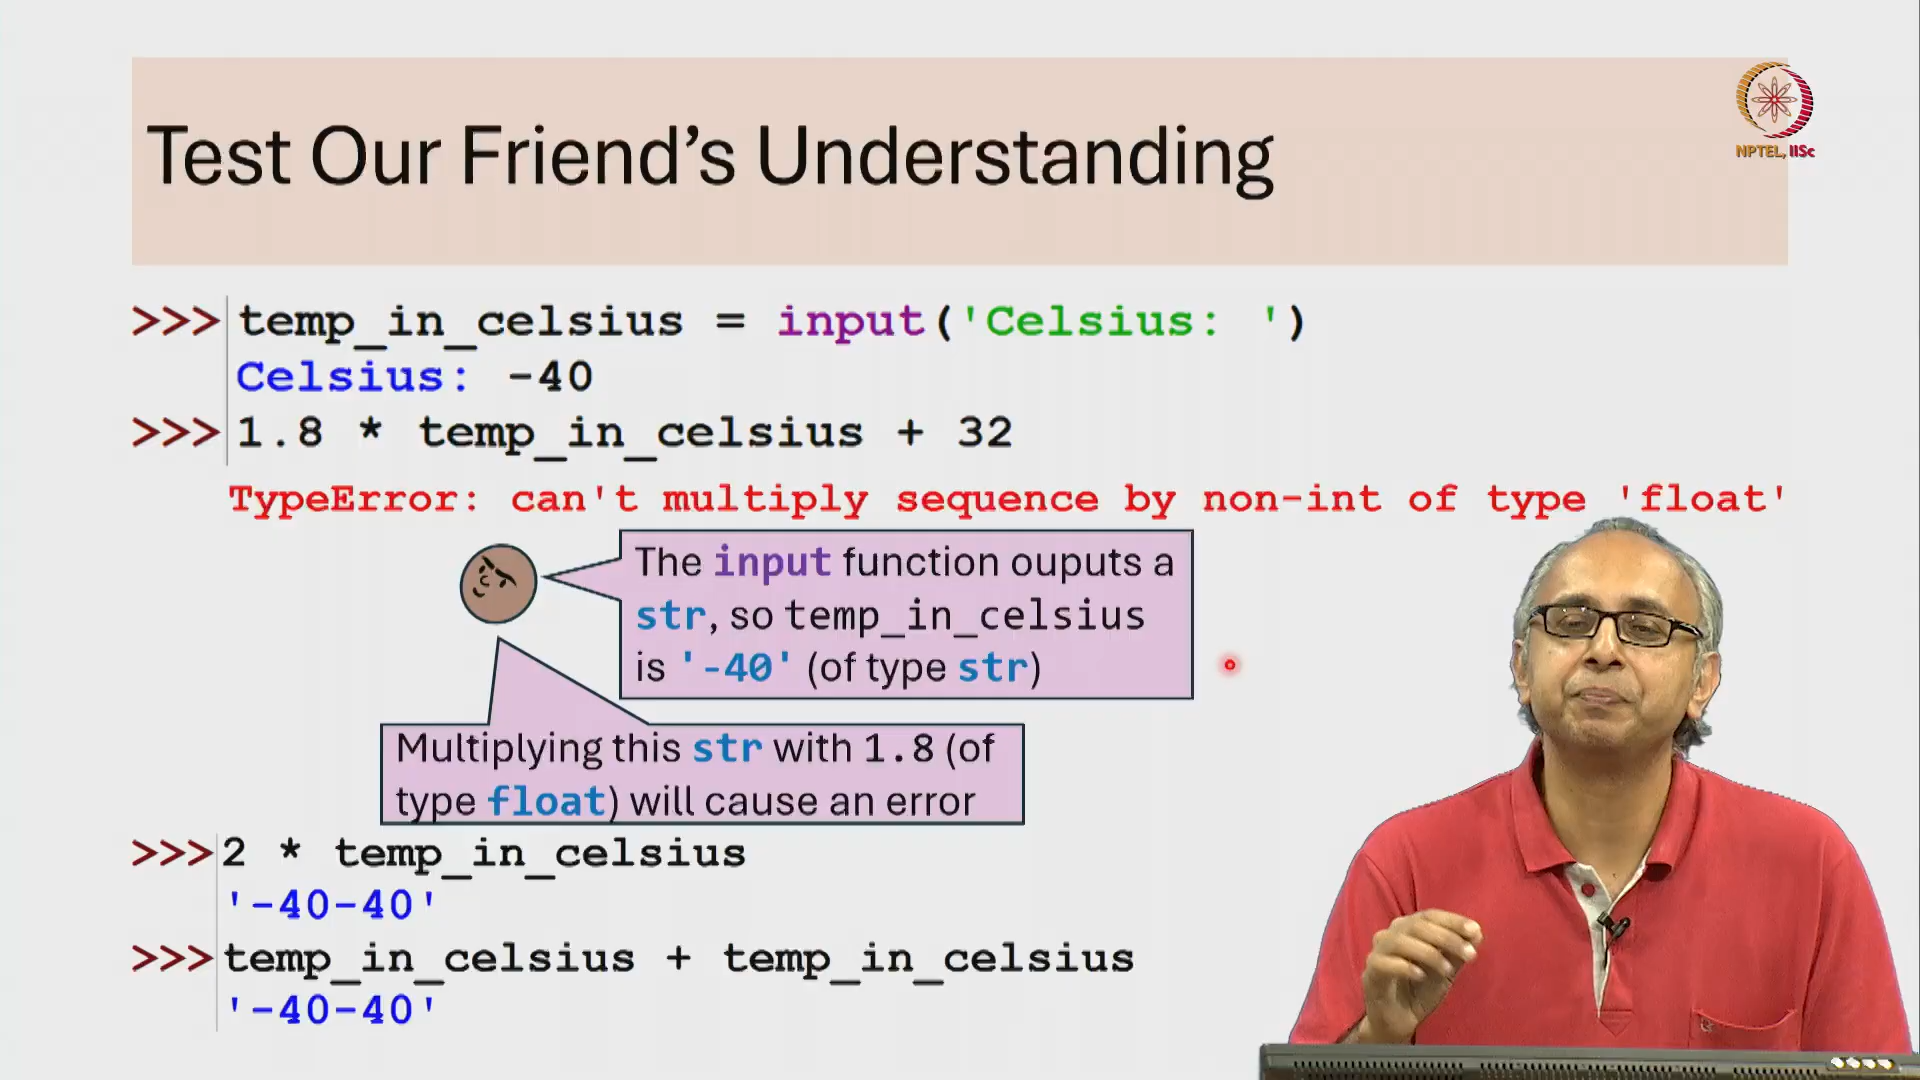 Test Our Friend's Understanding
NPTEL, IISc
>>> temp_in_celsius = input('Celsius: ')
Celsius: -40
>>> 1.8 * temp_in_celsius + 32
TypeError: can't multiply sequence by non-int of type 'float'
The input function ouputs a
str, so temp_in_celsius
is '-40' (of type str)
Multiplying this str with 1.8 (of
type float) will cause an error
>>> 2 * temp_in_celsius
'-40-40'
>>> temp_in_celsius + temp_in_celsius
'-40-40'